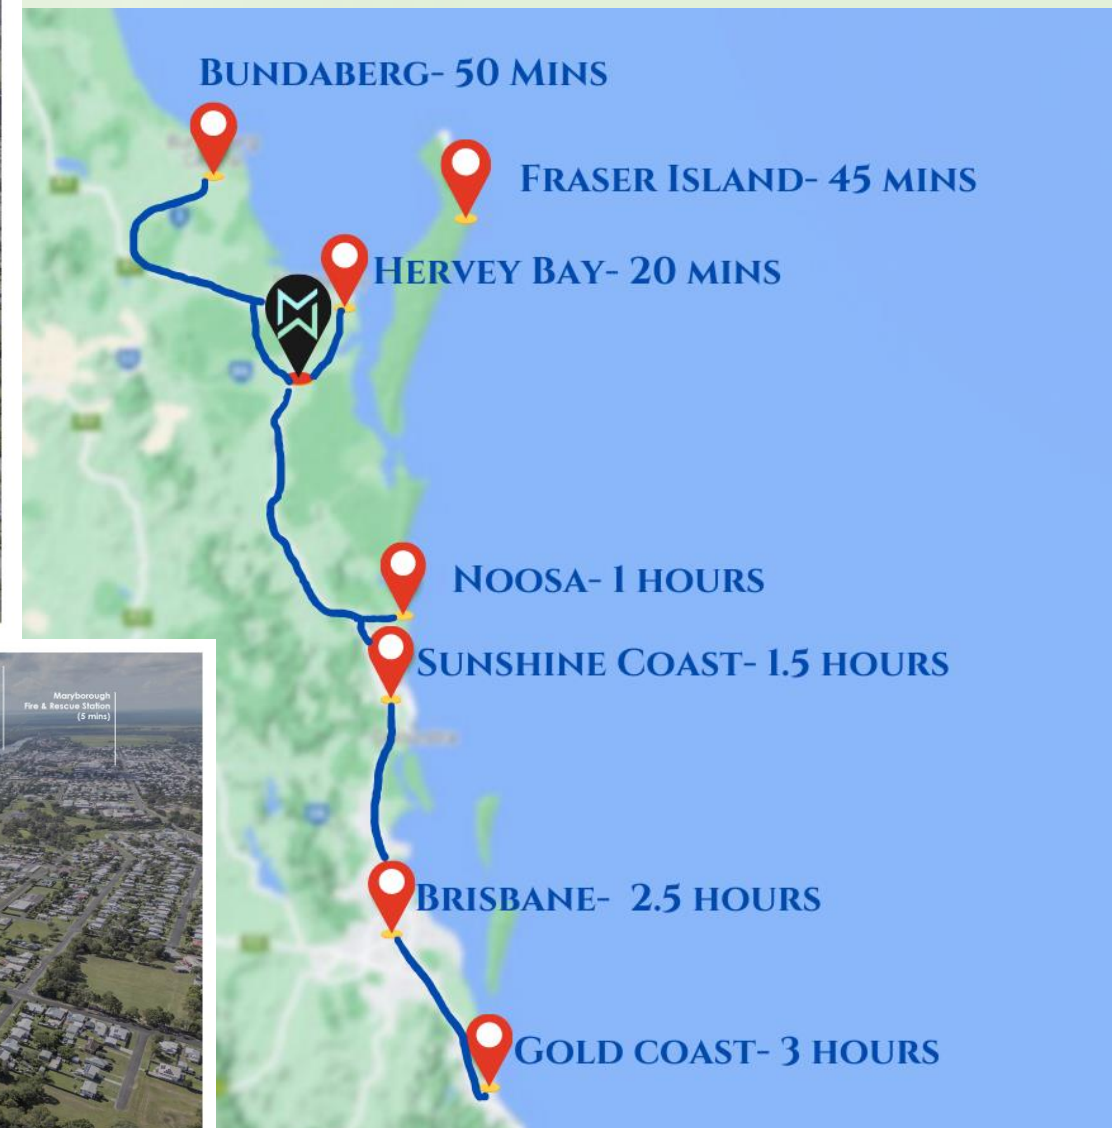 BUNDABERG- 50 MINS
FRASER ISLAND- 45 MINS
HERVEY BAY- 20 MINS
NOOSA- 1 HOURS
SUNSHINE COAST- 1.5 HOURS
BRISBANE-  2.5 HOURS
GOLD COAST- 3 HOURS
Maryborough
Fire & Rescue Station
(5 mins)